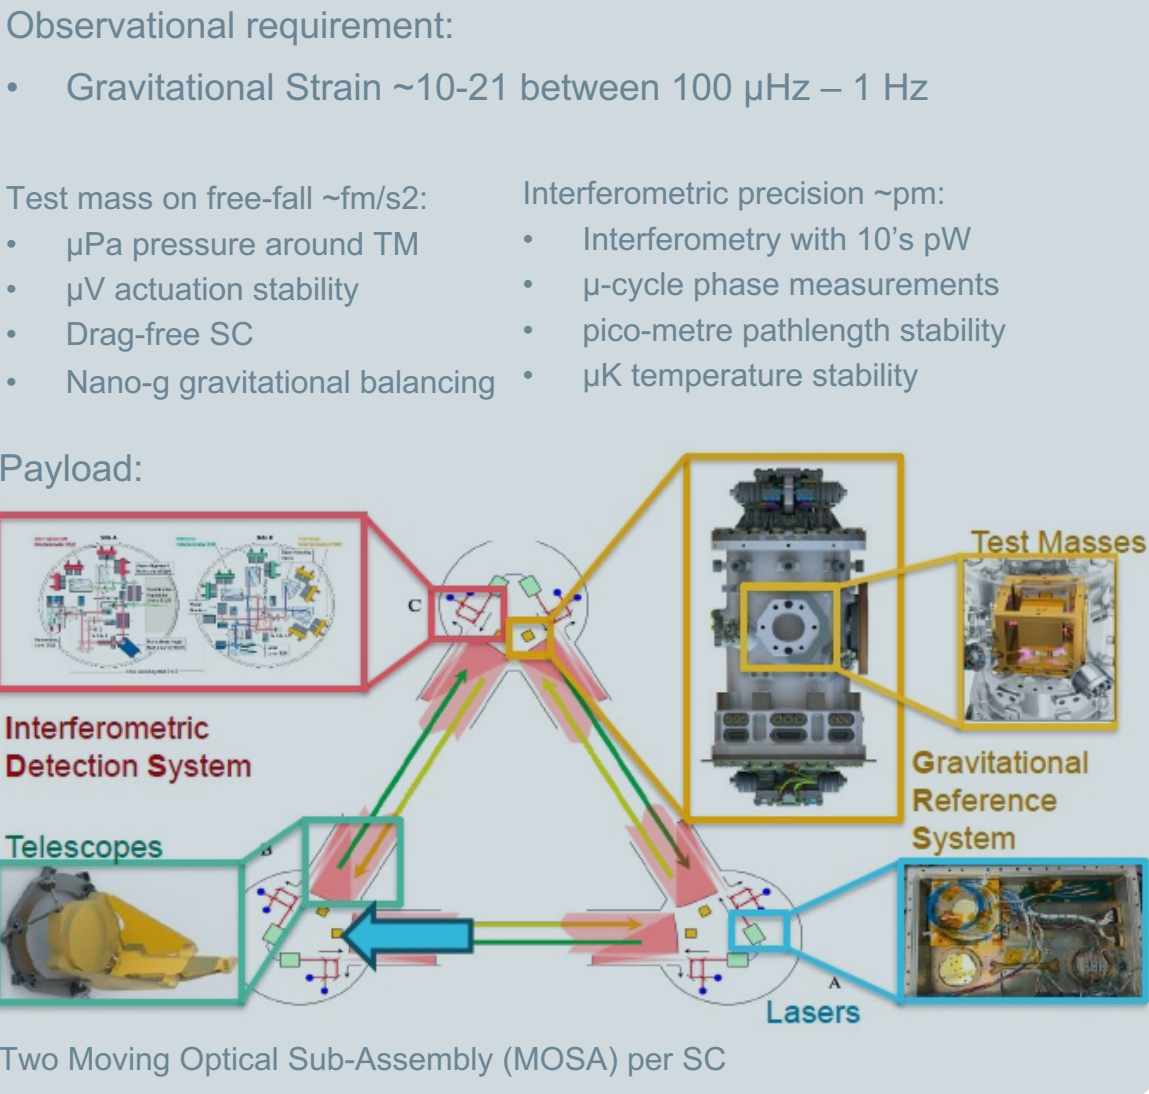 Observational requirement:
• Gravitational Strain ~10-21 between 100 µHz – 1 Hz
Test mass on free-fall ~fm/s2:
• µPa pressure around TM
• µV actuation stability
• Drag-free SC
• Nano-g gravitational balancing
Interferometric precision ~pm:
• Interferometry with 10's pW
• µ-cycle phase measurements
• pico-metre pathlength stability
• µK temperature stability
Payload:
C
Test Masses
Interferometric
Detection System
Gravitational
Reference
System
Telescopes
B
A
Lasers
Two Moving Optical Sub-Assembly (MOSA) per SC